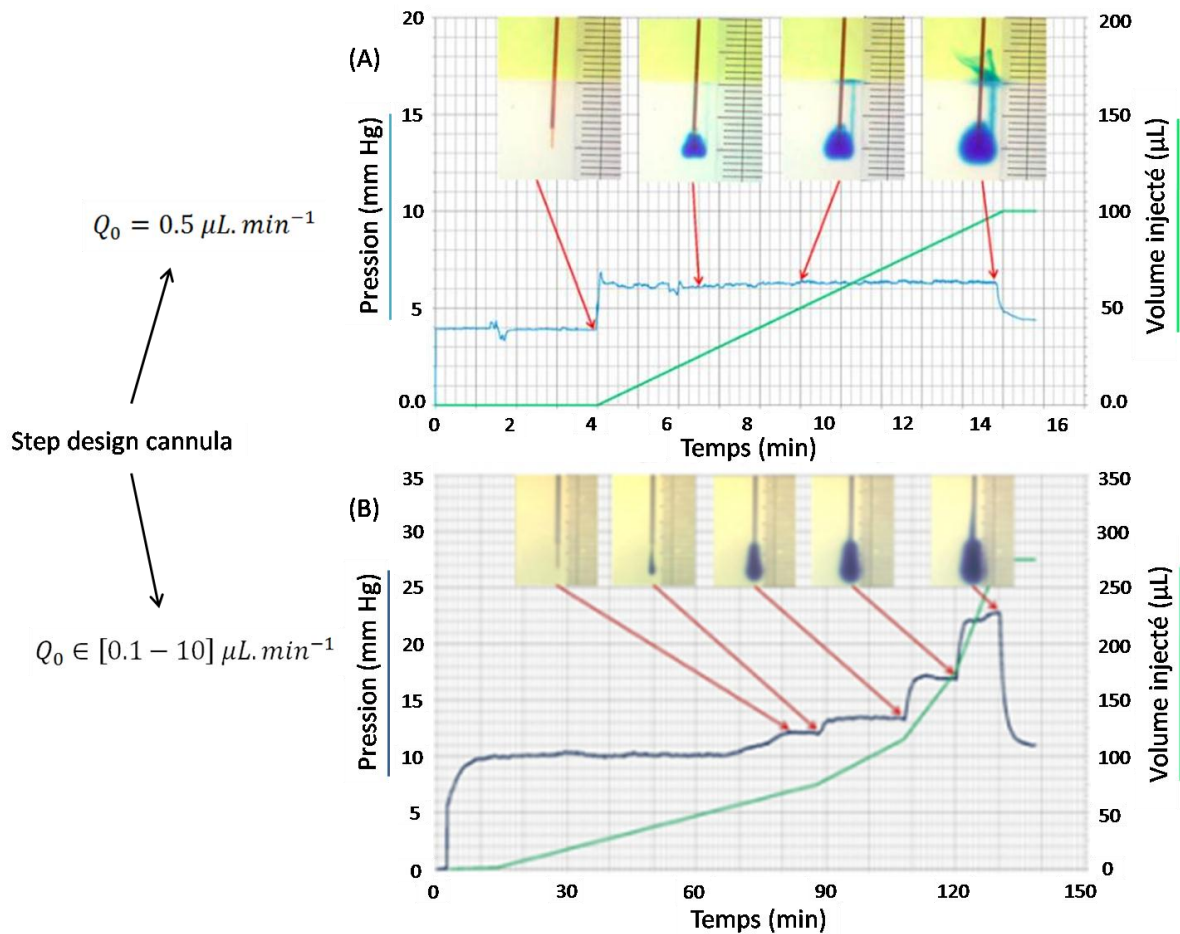 (A)
Pression (mm Hg)
20
15
10
5
0.0
200
150
100
50
0.0
Volume injecté (µL)
0 2 4 6 8 10 12 14 16
Temps (min)
Q₀ = 0.5 µL. min⁻¹
Step design cannula
Q₀ ∈ [0.1 − 10] µL. min⁻¹
(B)
Pression (mm Hg)
35
30
25
20
15
10
5
0
350
300
250
200
150
100
50
0
Volume injecté (µL)
0 30 60 90 120 150
Temps (min)